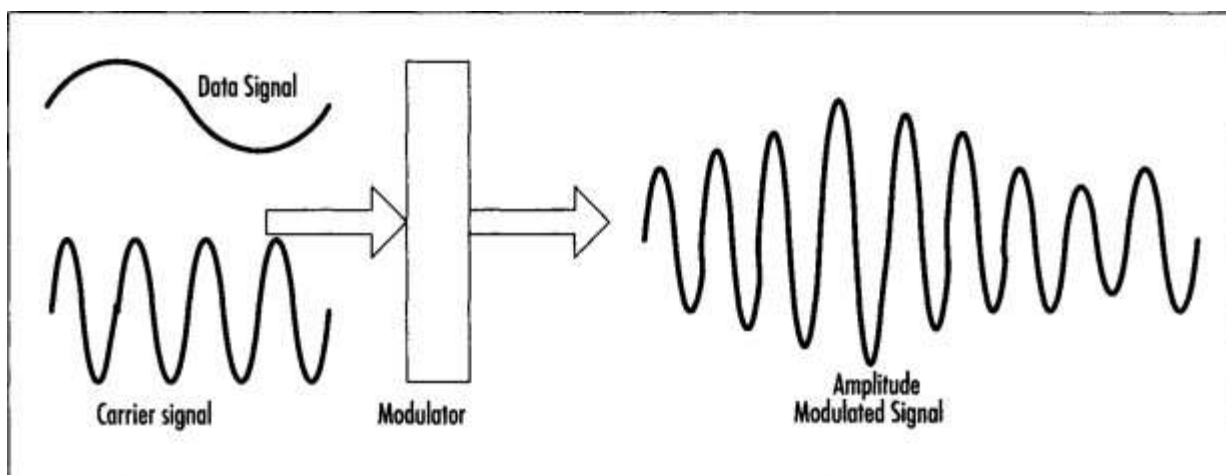 Data Signal
Carrier signal
Modulator
Amplitude
Modulated Signal